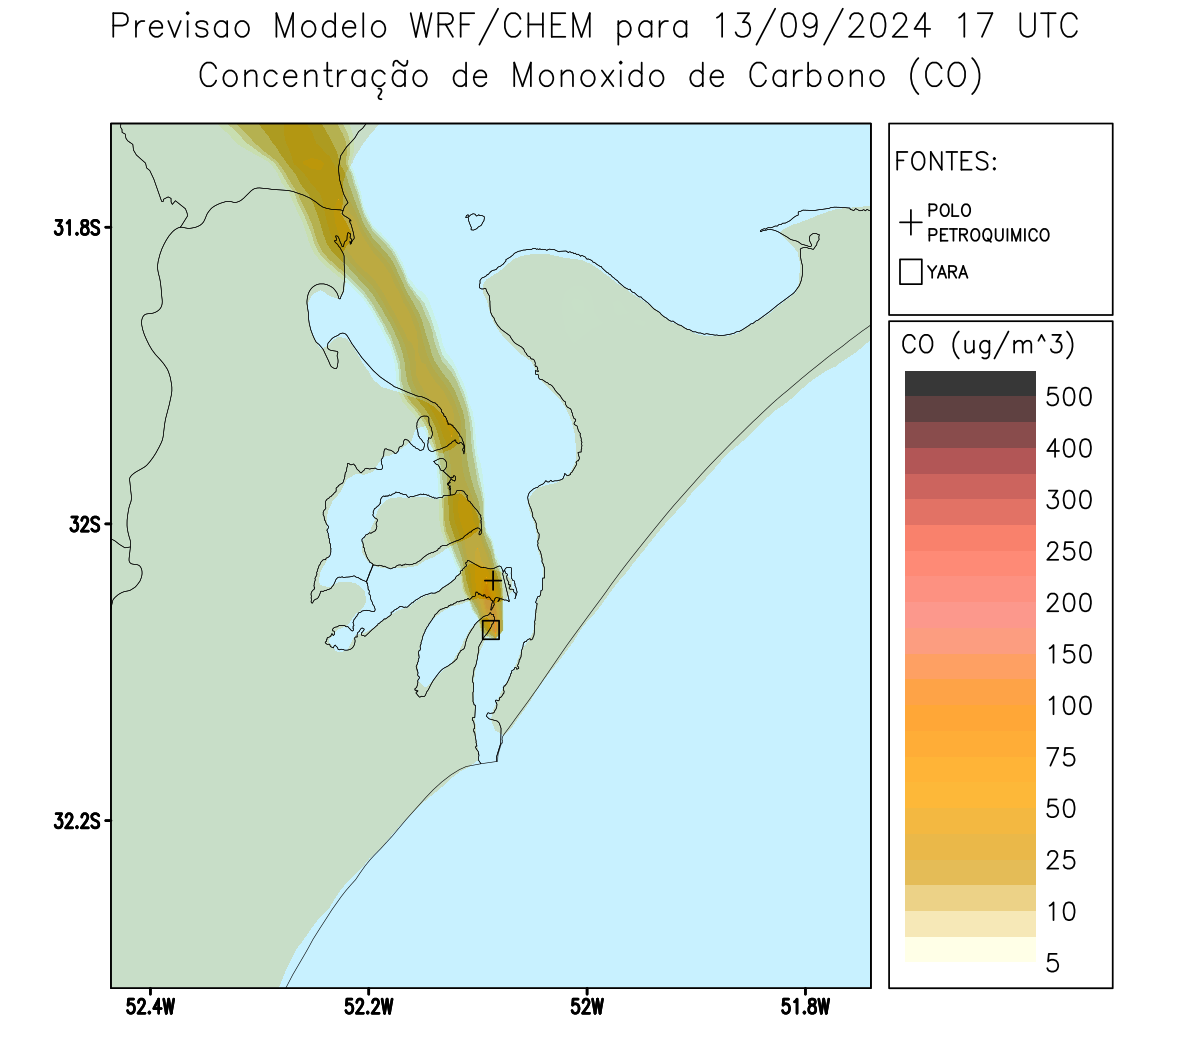 Previsao Modelo WRF/CHEM para 13/09/2024 17 UTC
Concentração de Monoxido de Carbono (CO)
FONTES:
POLO
PETROQUIMICO
YARA
31.8S
32S
32.2S
52.4W
52.2W
52W
51.8W
CO (ug/m^3)
500
400
300
250
200
150
100
75
50
25
10
5